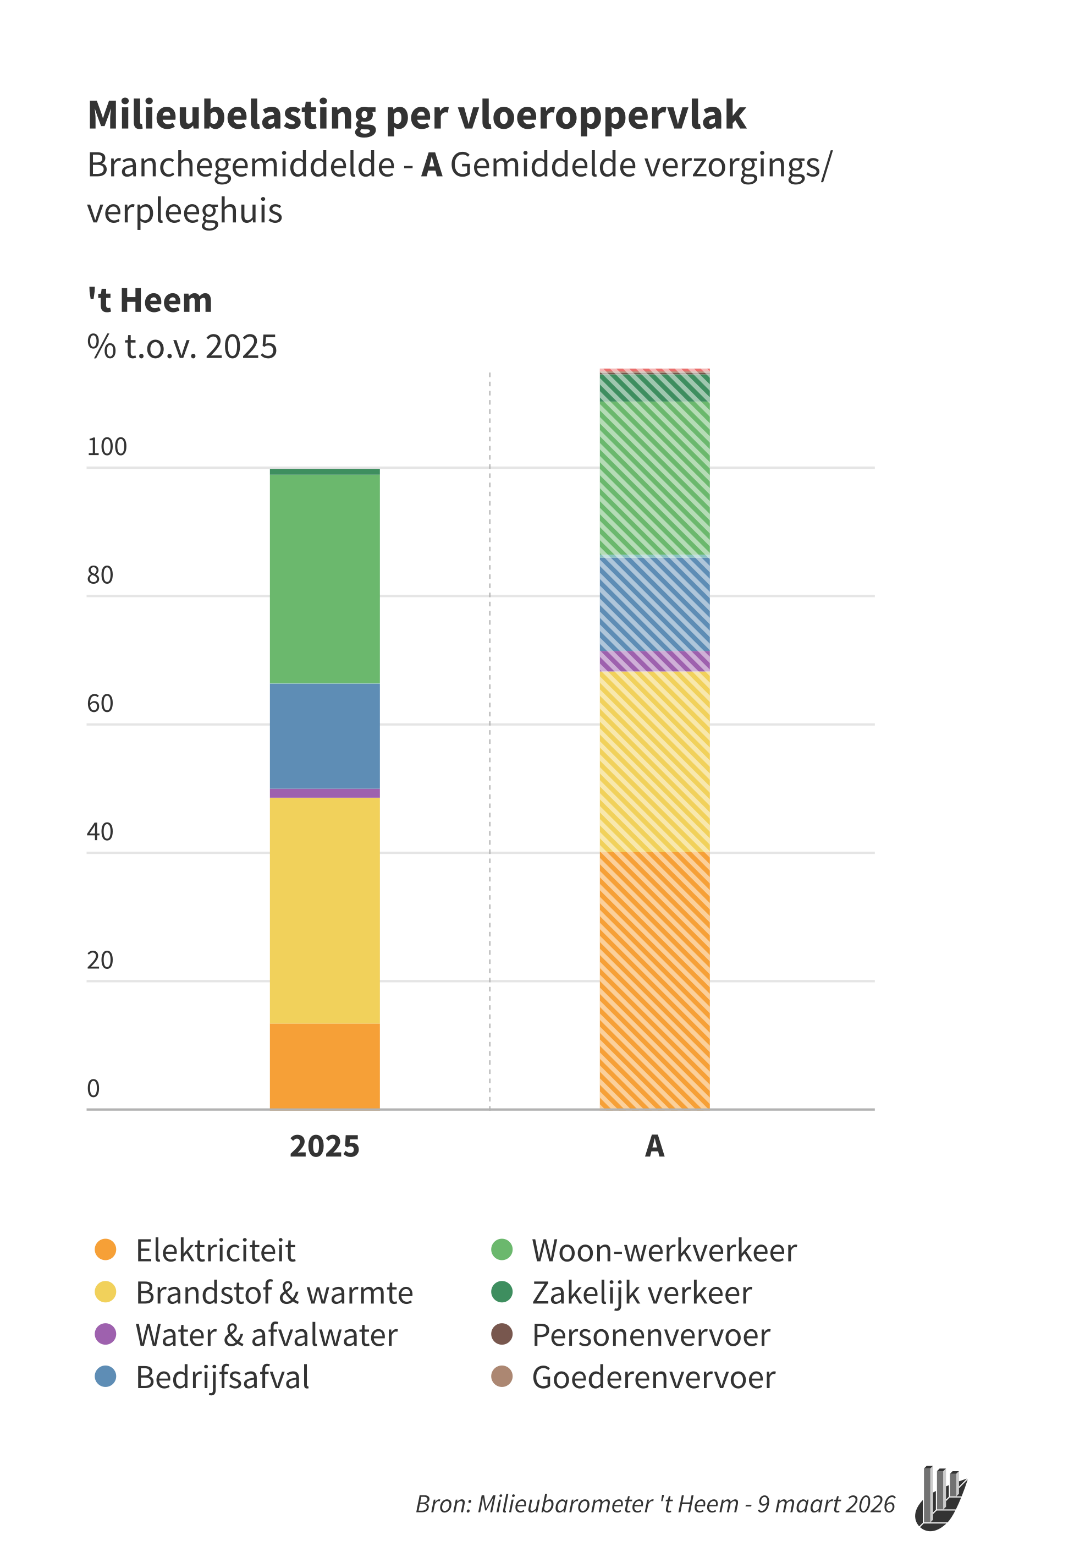 Milieubelasting per vloeroppervlak
Branchegemiddelde - A Gemiddelde verzorgings/
verpleeghuis
't Heem
% t.o.v. 2025
100
80
60
40
20
0
2025
A
Elektriciteit
Brandstof & warmte
Water & afvalwater
Bedrijfsafval
Woon-werkverkeer
Zakelijk verkeer
Personenvervoer
Goederenvervoer
Bron: Milieubarometer 't Heem - 9 maart 2026